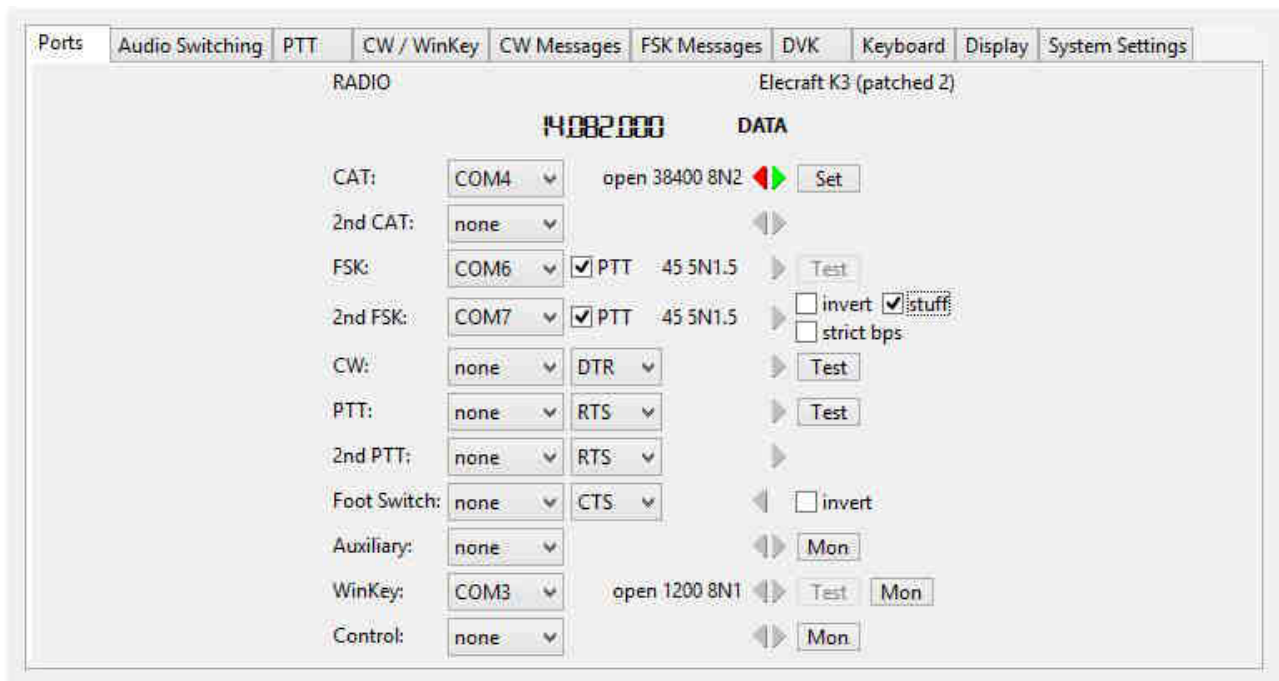 Ports Audio Switching PTT CW / WinKey CW Messages FSK Messages DVK Keyboard Display System Settings
RADIO Elecraft K3 (patched 2)
14.082.000 DATA
CAT: COM4 open 38400 8N2 Set
2nd CAT: none
FSK: COM6 PTT 45 5N1.5 Test
2nd FSK: COM7 PTT 45 5N1.5 invert stuff
strict bps
CW: none DTR Test
PTT: none RTS Test
2nd PTT: none RTS
Foot Switch: none CTS invert
Auxiliary: none Mon
WinKey: COM3 open 1200 8N1 Test Mon
Control: none Mon